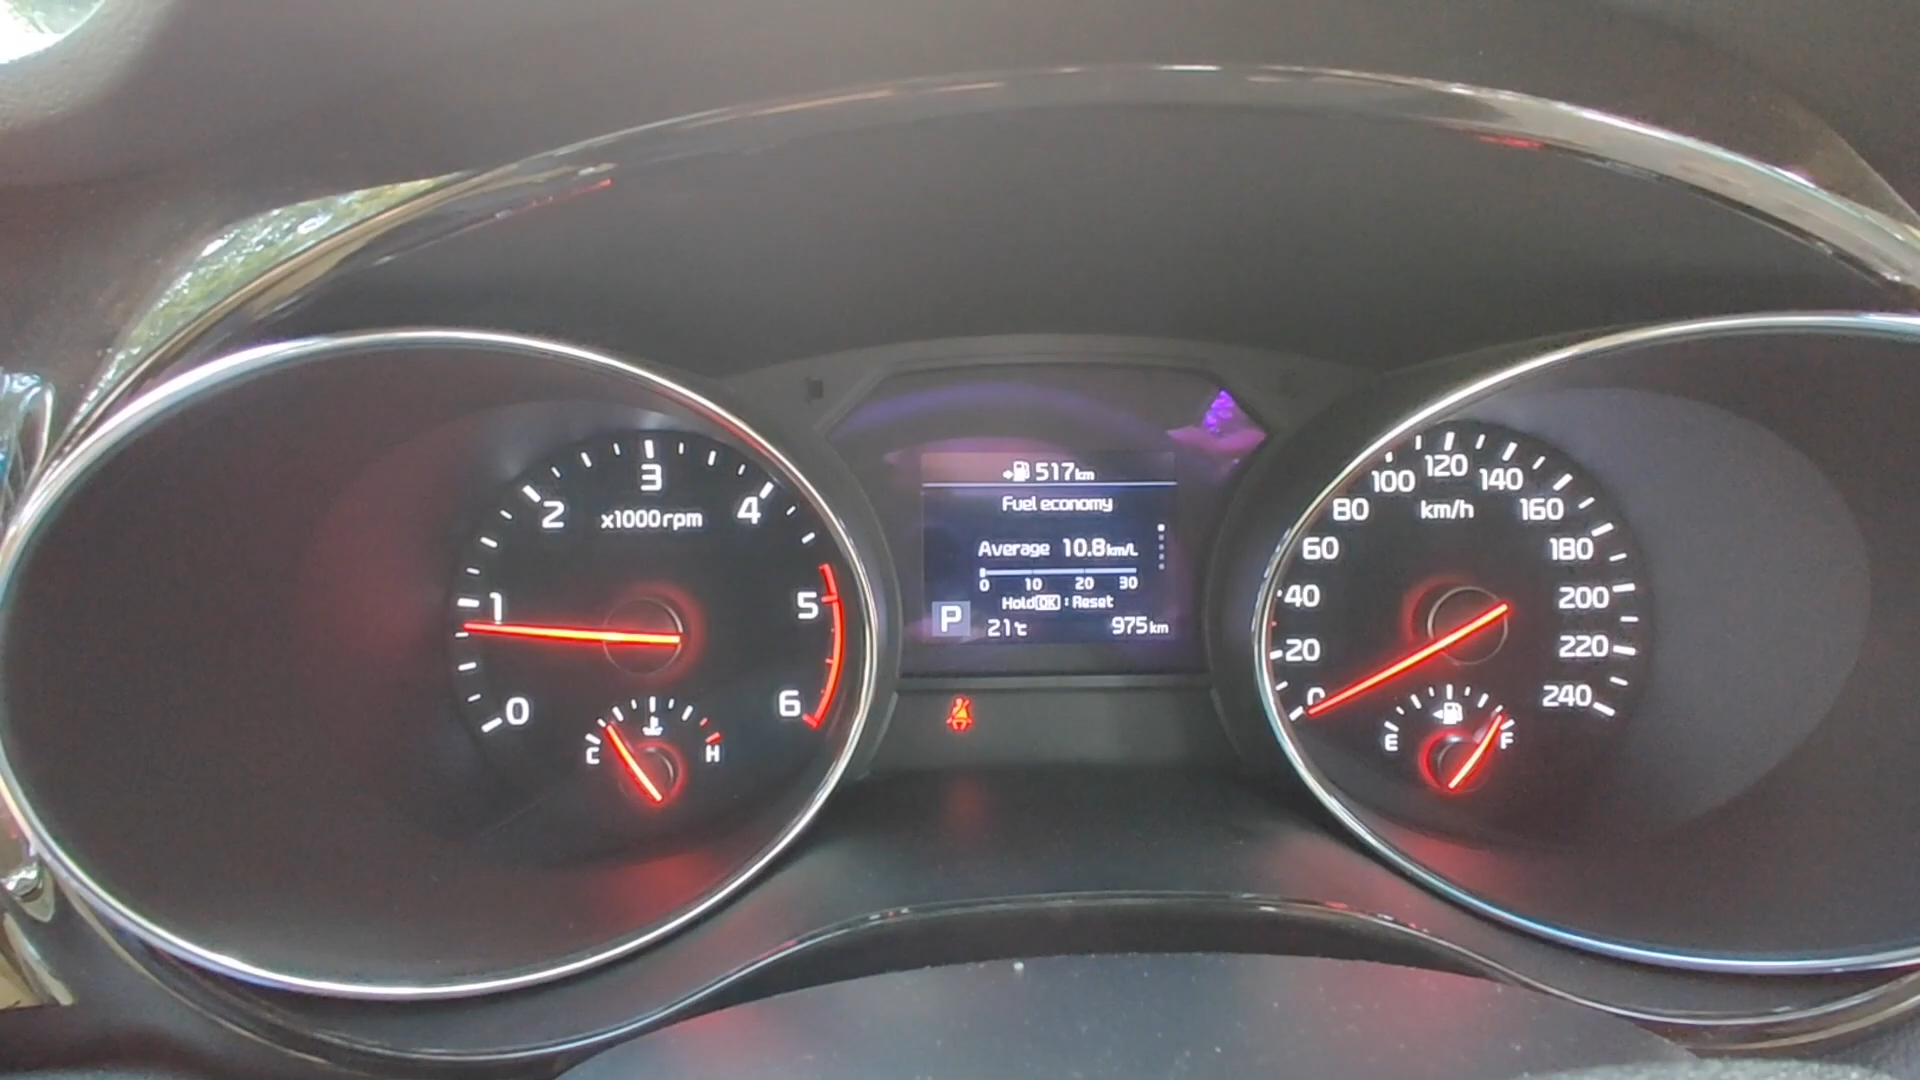 0
1
2
3
4
5
6
x1000rpm
C
H
517km
Fuel economy
Average 10.8km/L
0 10 20 30
Hold[OK] : Reset
P
21°C 975km
0
20
40
60
80
100
120
140
160
180
200
220
240
km/h
E
F